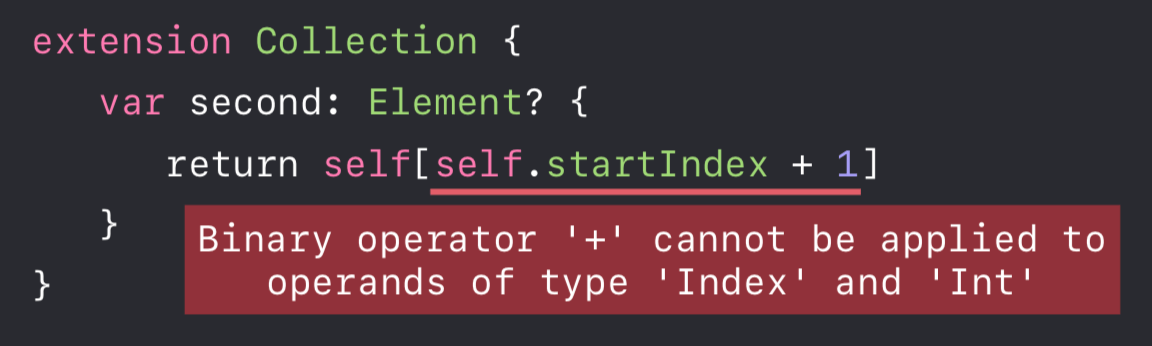 extension Collection {
var second: Element? {
return self[self.startIndex + 1]
}
Binary operator '+' cannot be applied to
operands of type 'Index' and 'Int'
}